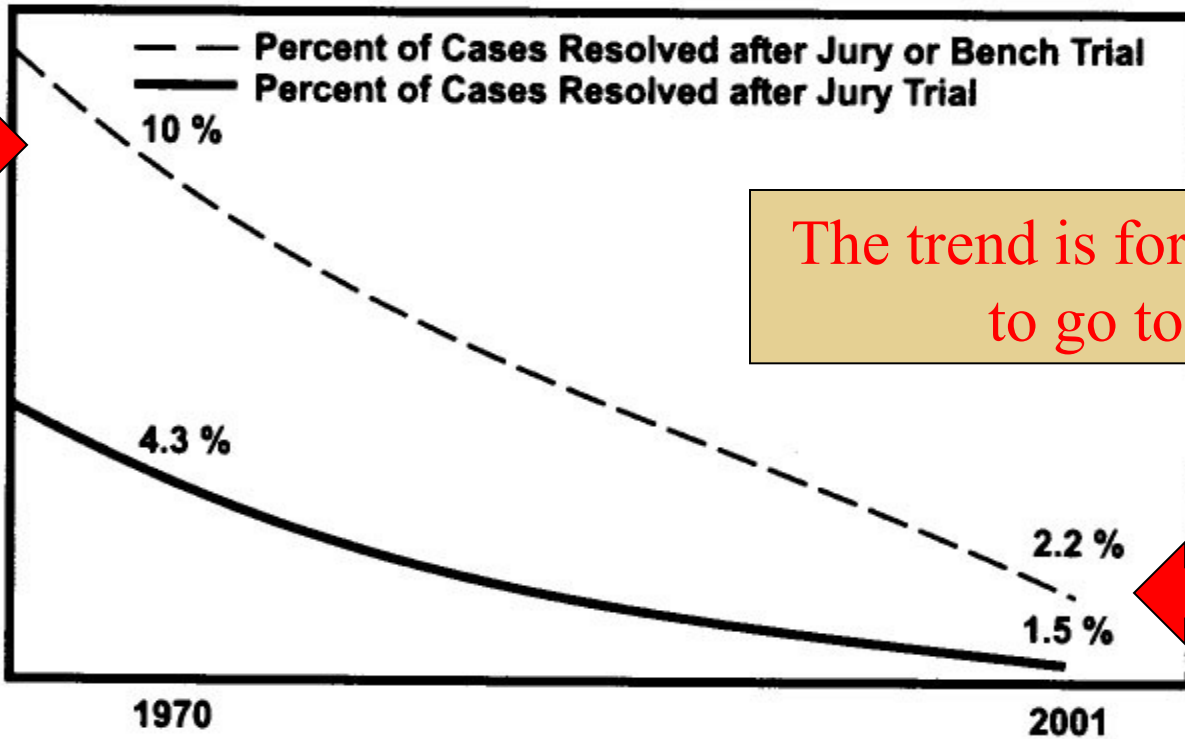 Percent of Cases Resolved after Jury or Bench Trial
Percent of Cases Resolved after Jury Trial
10 %
The trend is for
to go to
4.3 %
2.2 %
1.5 %
1970
2001